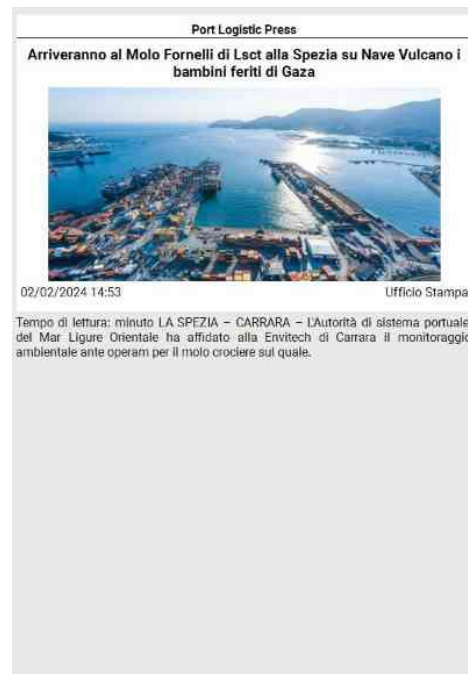 Port Logistic Press
Arriveranno al Molo Fornelli di Lsct alla Spezia su Nave Vulcano i
bambini feriti di Gaza
02/02/2024 14:53
Ufficio Stampa
Tempo di lettura: minuto LA SPEZIA – CARRARA – L'Autorità di sistema portuale
del Mar Ligure Orientale ha affidato alla Envitech di Carrara il monitoraggio
ambientale ante operam per il molo crociere sul quale.